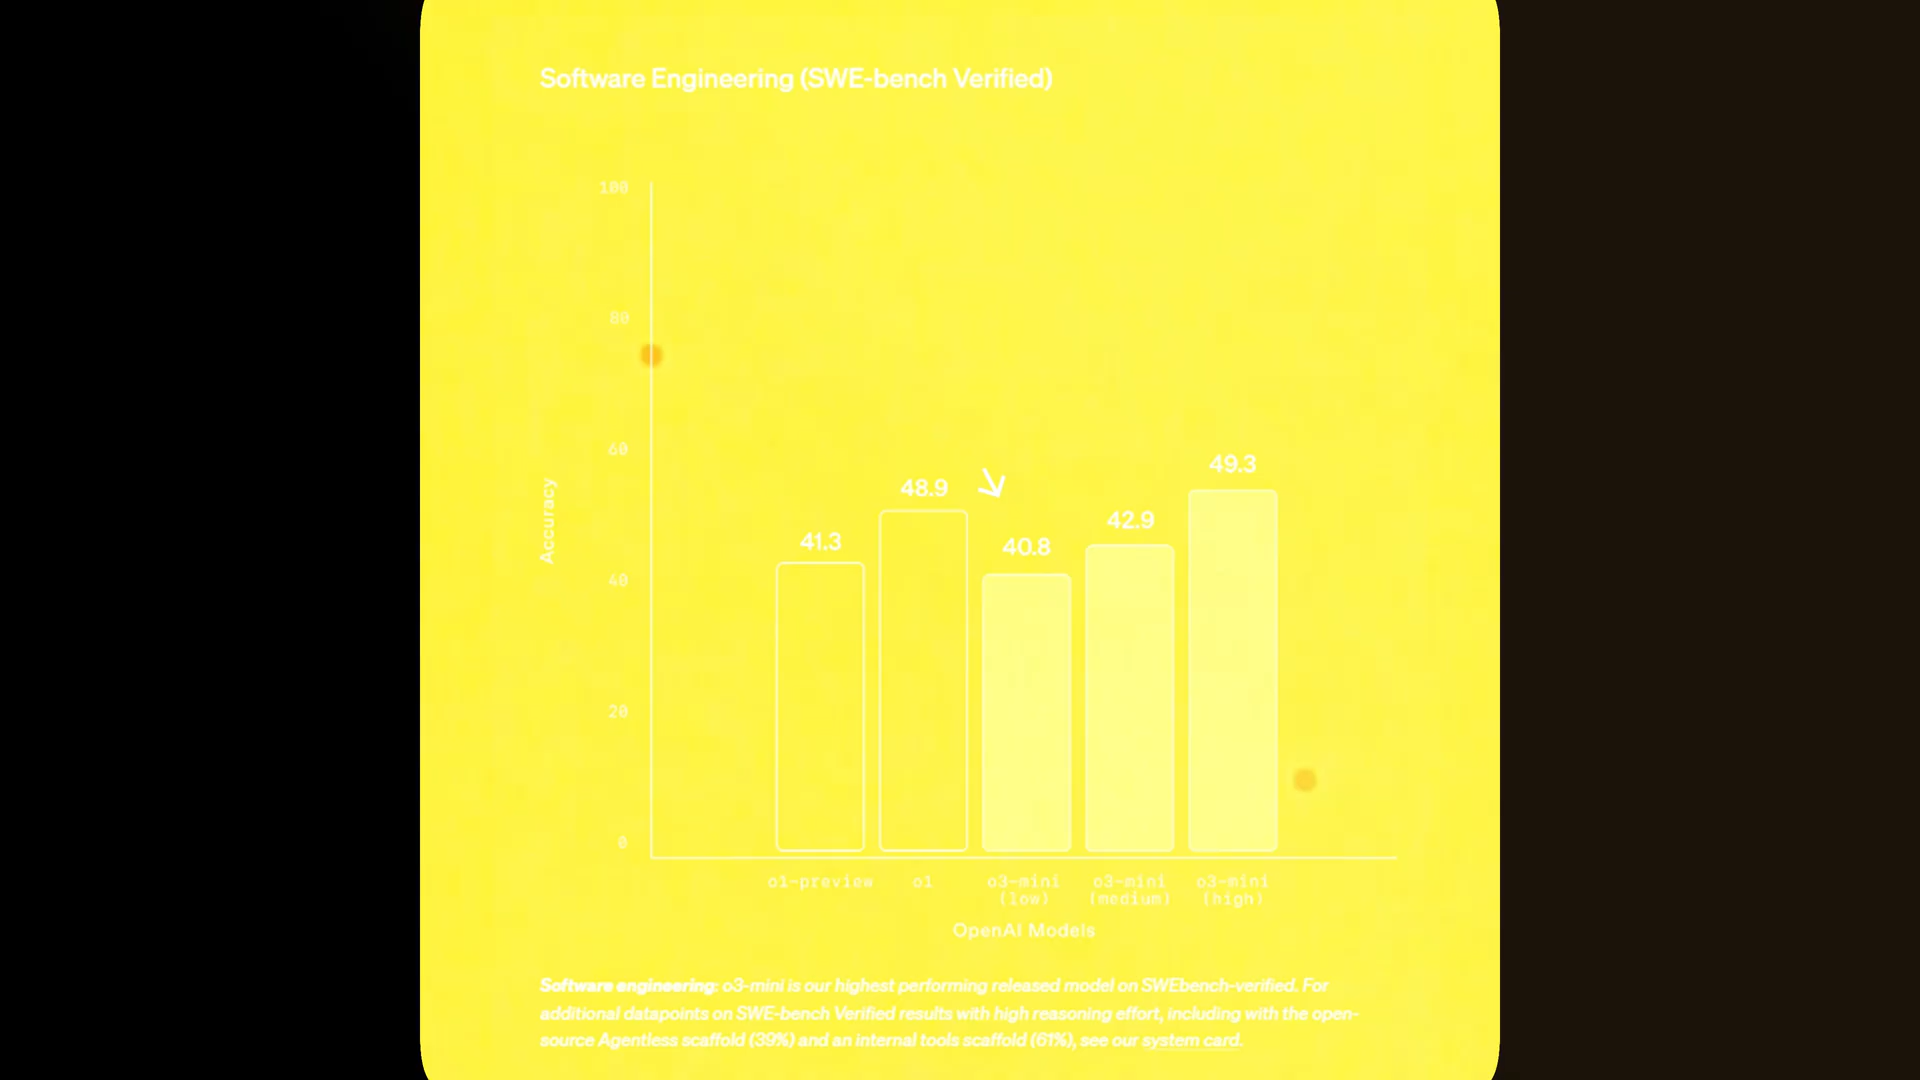 Software Engineering (SWE-bench Verified)
100
80
60
40
20
0
Accuracy
41.3
48.9
40.8
42.9
49.3
o1-preview
o1
o3-mini
(low)
o3-mini
(medium)
o3-mini
(high)
OpenAI Models
Software engineering: o3-mini is our highest performing released model on SWEbench-verified. For
additional datapoints on SWE-bench Verified results with high reasoning effort, including with the open-
source Agentless scaffold (39%) and an internal tools scaffold (61%), see our system card.